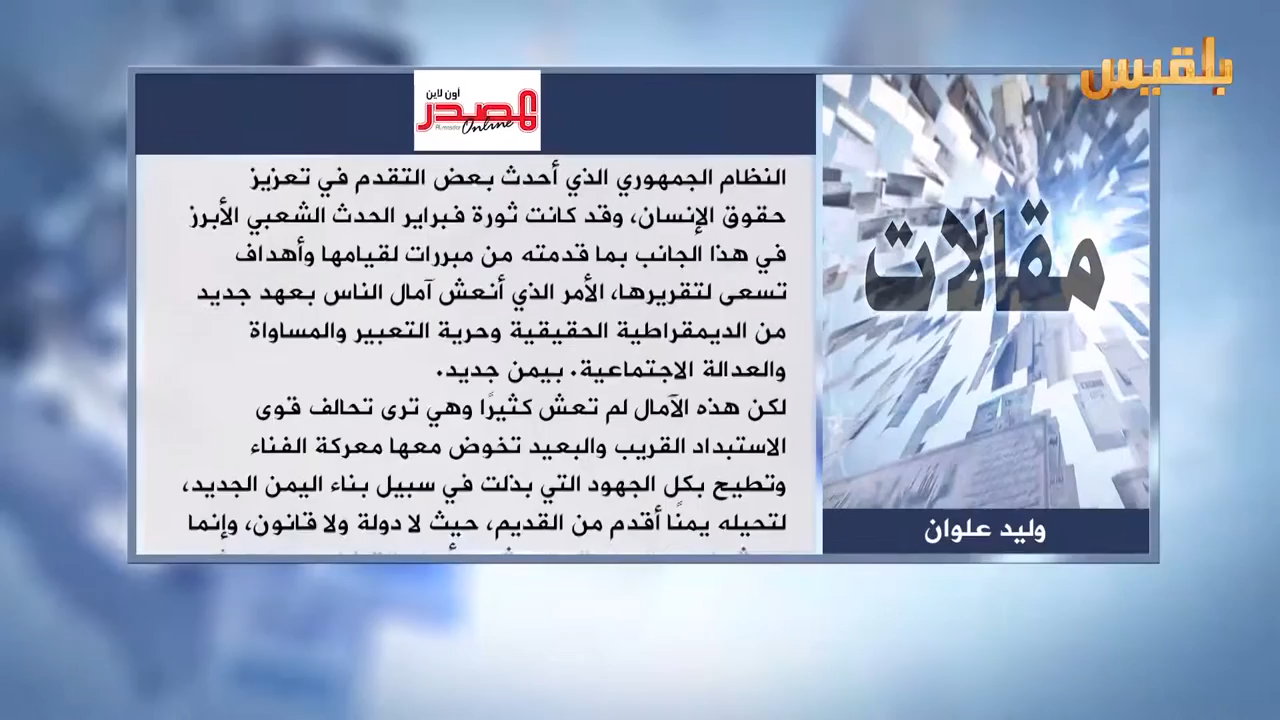 بلقيس
أون لاين
المصدر
Almasdar Online
النظام الجمهوري الذي أحدث بعض التقدم في تعزيز
حقوق الإنسان، وقد كانت ثورة فبراير الحدث الشعبي الأبرز
في هذا الجانب بما قدمته من مبررات لقيامها وأهداف
تسعى لتقريرها، الأمر الذي أنعش آمال الناس بعهد جديد
من الديمقراطية الحقيقية وحرية التعبير والمساواة
والعدالة الاجتماعية. بيمن جديد.
لكن هذه الآمال لم تعش كثيرًا وهي ترى تحالف قوى
الاستبداد القريب والبعيد تخوض معها معركة الفناء
وتطيح بكل الجهود التي بذلت في سبيل بناء اليمن الجديد،
لتحيله يمنًا أقدم من القديم، حيث لا دولة ولا قانون، وإنما
مقالات
وليد علوان